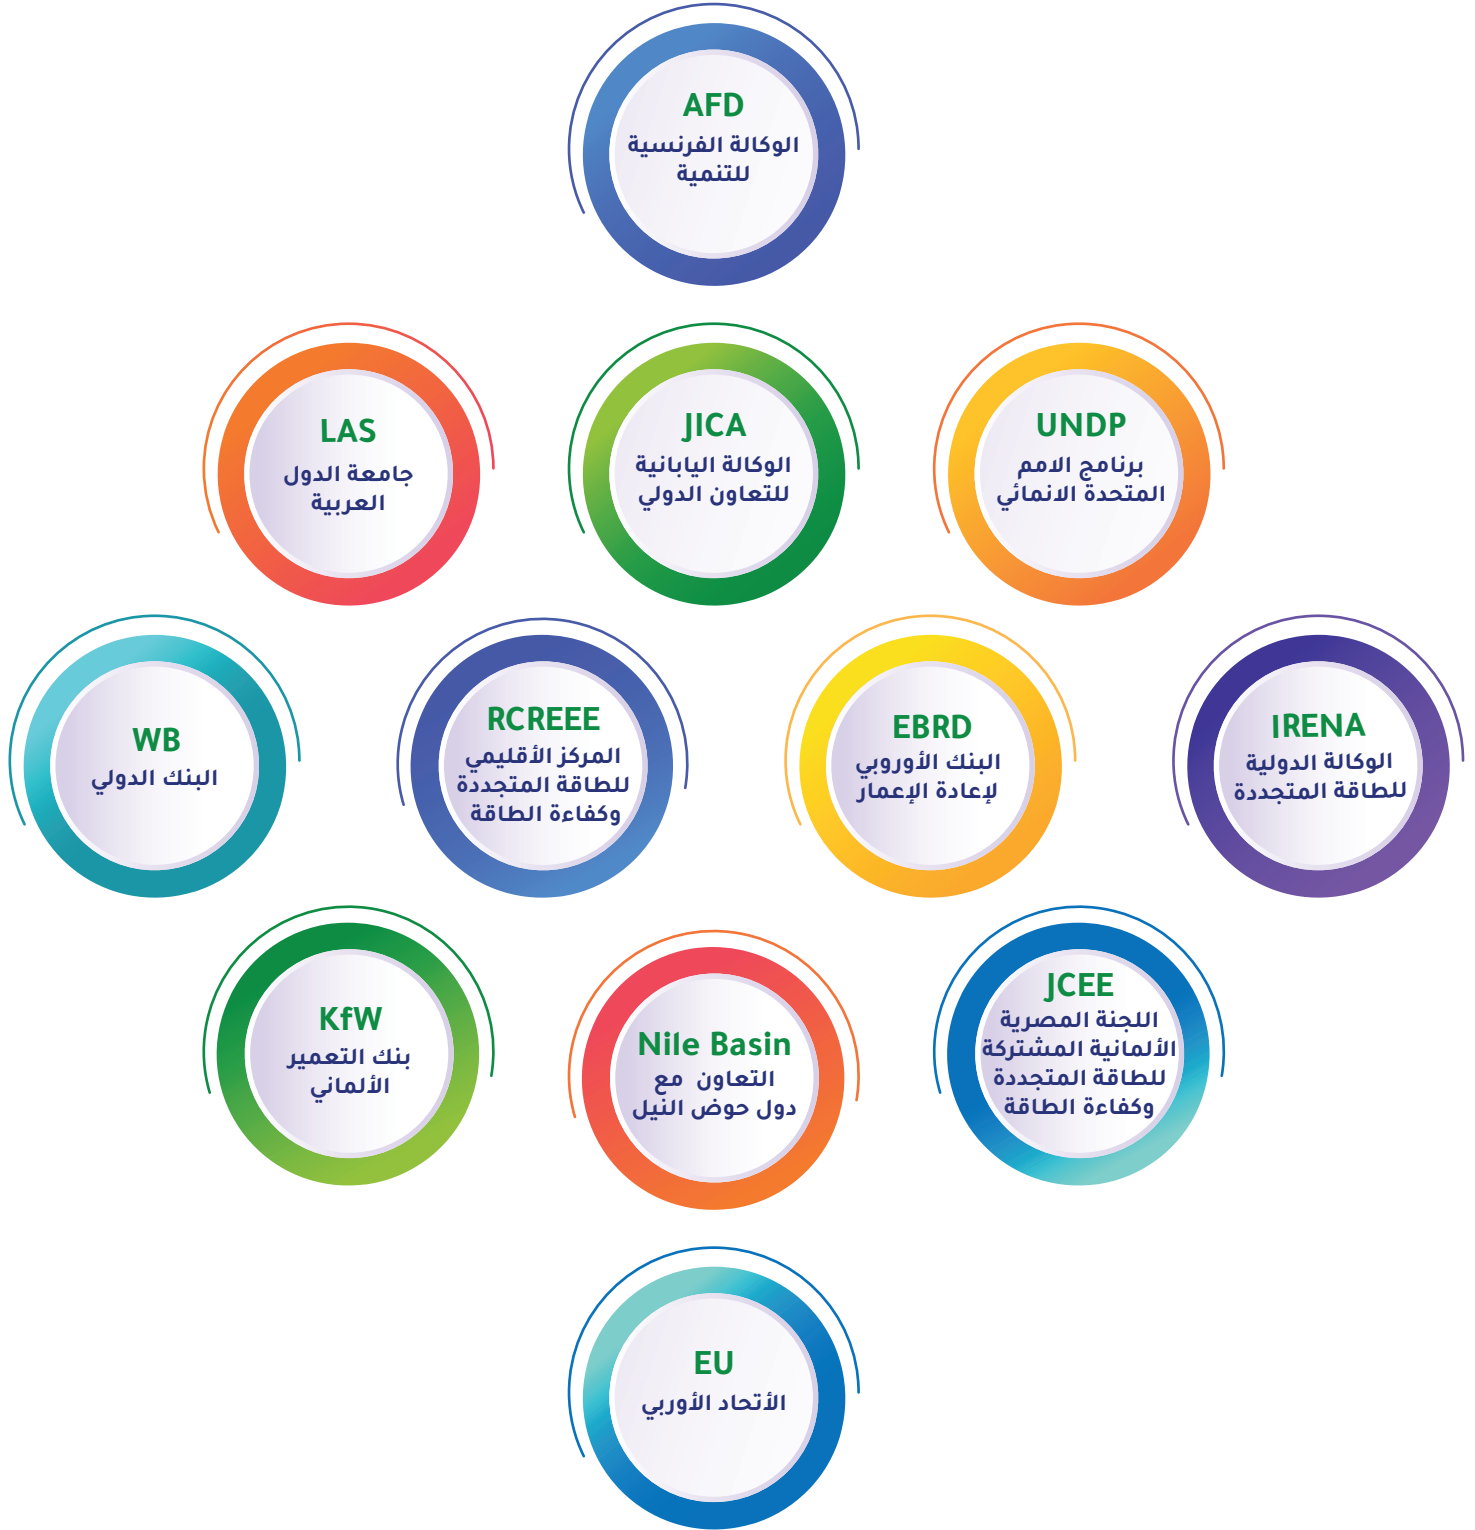 AFD
الوكالة الفرنسية
للتنمية
UNDP
برنامج الامم
المتحدة الانمائي
JICA
الوكالة اليابانية
للتعاون الدولي
LAS
جامعة الدول
العربية
IRENA
الوكالة الدولية
للطاقة المتجددة
EBRD
البنك الأوروبي
لإعادة الإعمار
RCREEE
المركز الأقليمي
للطاقة المتجددة
وكفاءة الطاقة
WB
البنك الدولي
JCEE
اللجنة المصرية
الألمانية المشتركة
للطاقة المتجددة
وكفاءة الطاقة
Nile Basin
التعاون مع
دول حوض النيل
KfW
بنك التعمير
الألماني
EU
الأتحاد الأوربي